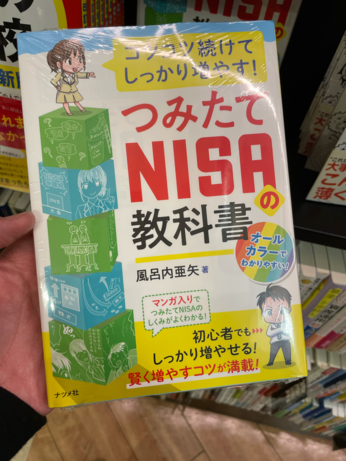 コツコツ続けて
しっかり増やす！
つみたて
NISAの
教科書
オール
カラーで
わかりやすい！
風呂内亜矢 著
マンガ入りで
つみたてNISAの
しくみがよくわかる！
初心者でも
しっかり増やせる！
賢く増やすコツが満載！
ナツメ社